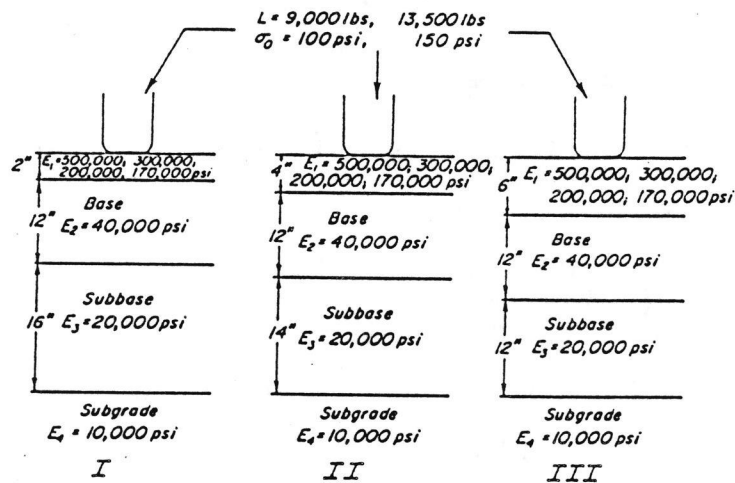 L = 9,000 lbs, 13,500 lbs
σ₀ = 100 psi, 150 psi
2" E₁ = 500,000; 300,000;
200,000; 170,000 psi
12" Base
E₂ = 40,000 psi
16" Subbase
E₃ = 20,000 psi
Subgrade
E₄ = 10,000 psi
I
4" E₁ = 500,000; 300,000;
200,000; 170,000 psi
12" Base
E₂ = 40,000 psi
14" Subbase
E₃ = 20,000 psi
Subgrade
E₄ = 10,000 psi
II
6" E₁ = 500,000; 300,000;
200,000; 170,000 psi
12" Base
E₂ = 40,000 psi
12" Subbase
E₃ = 20,000 psi
Subgrade
E₄ = 10,000 psi
III